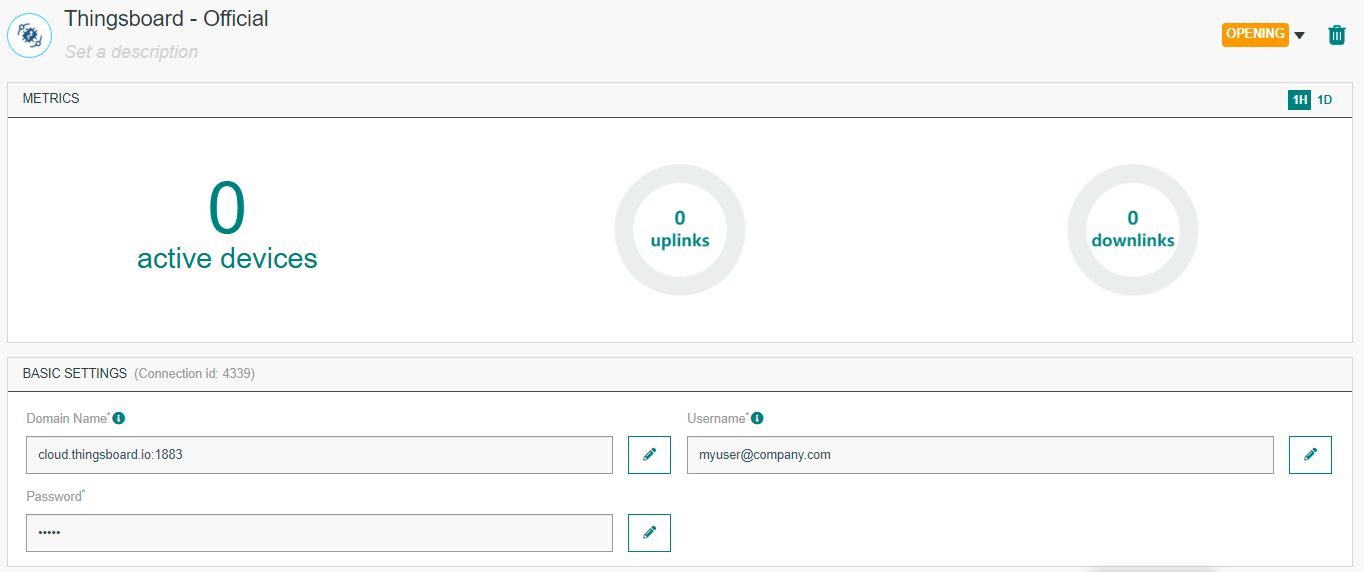 Thingsboard - Official
Set a description
OPENING
METRICS
1H 1D
0
active devices
0
uplinks
0
downlinks
BASIC SETTINGS (Connection id: 4339)
Domain Name*
Username*
cloud.thingsboard.io:1883
myuser@company.com
Password*
•••••